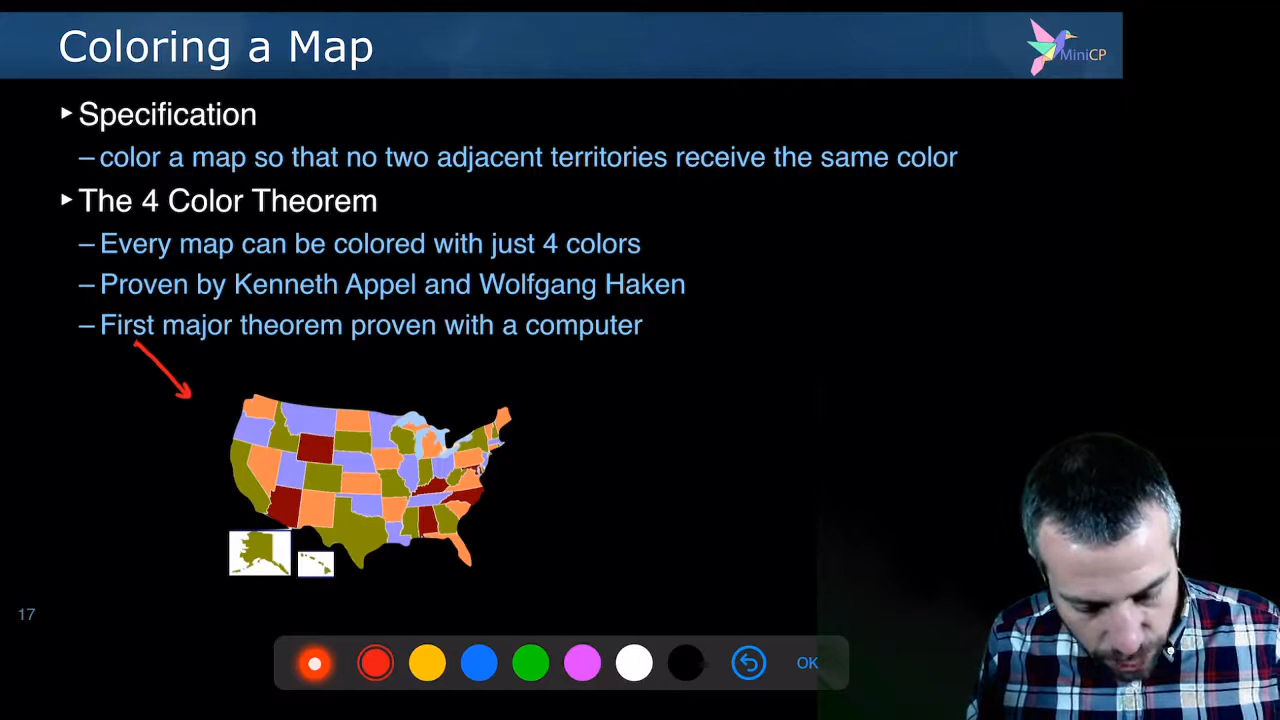 Coloring a Map
MiniCP
Specification
– color a map so that no two adjacent territories receive the same color
The 4 Color Theorem
– Every map can be colored with just 4 colors
– Proven by Kenneth Appel and Wolfgang Haken
– First major theorem proven with a computer
17
OK